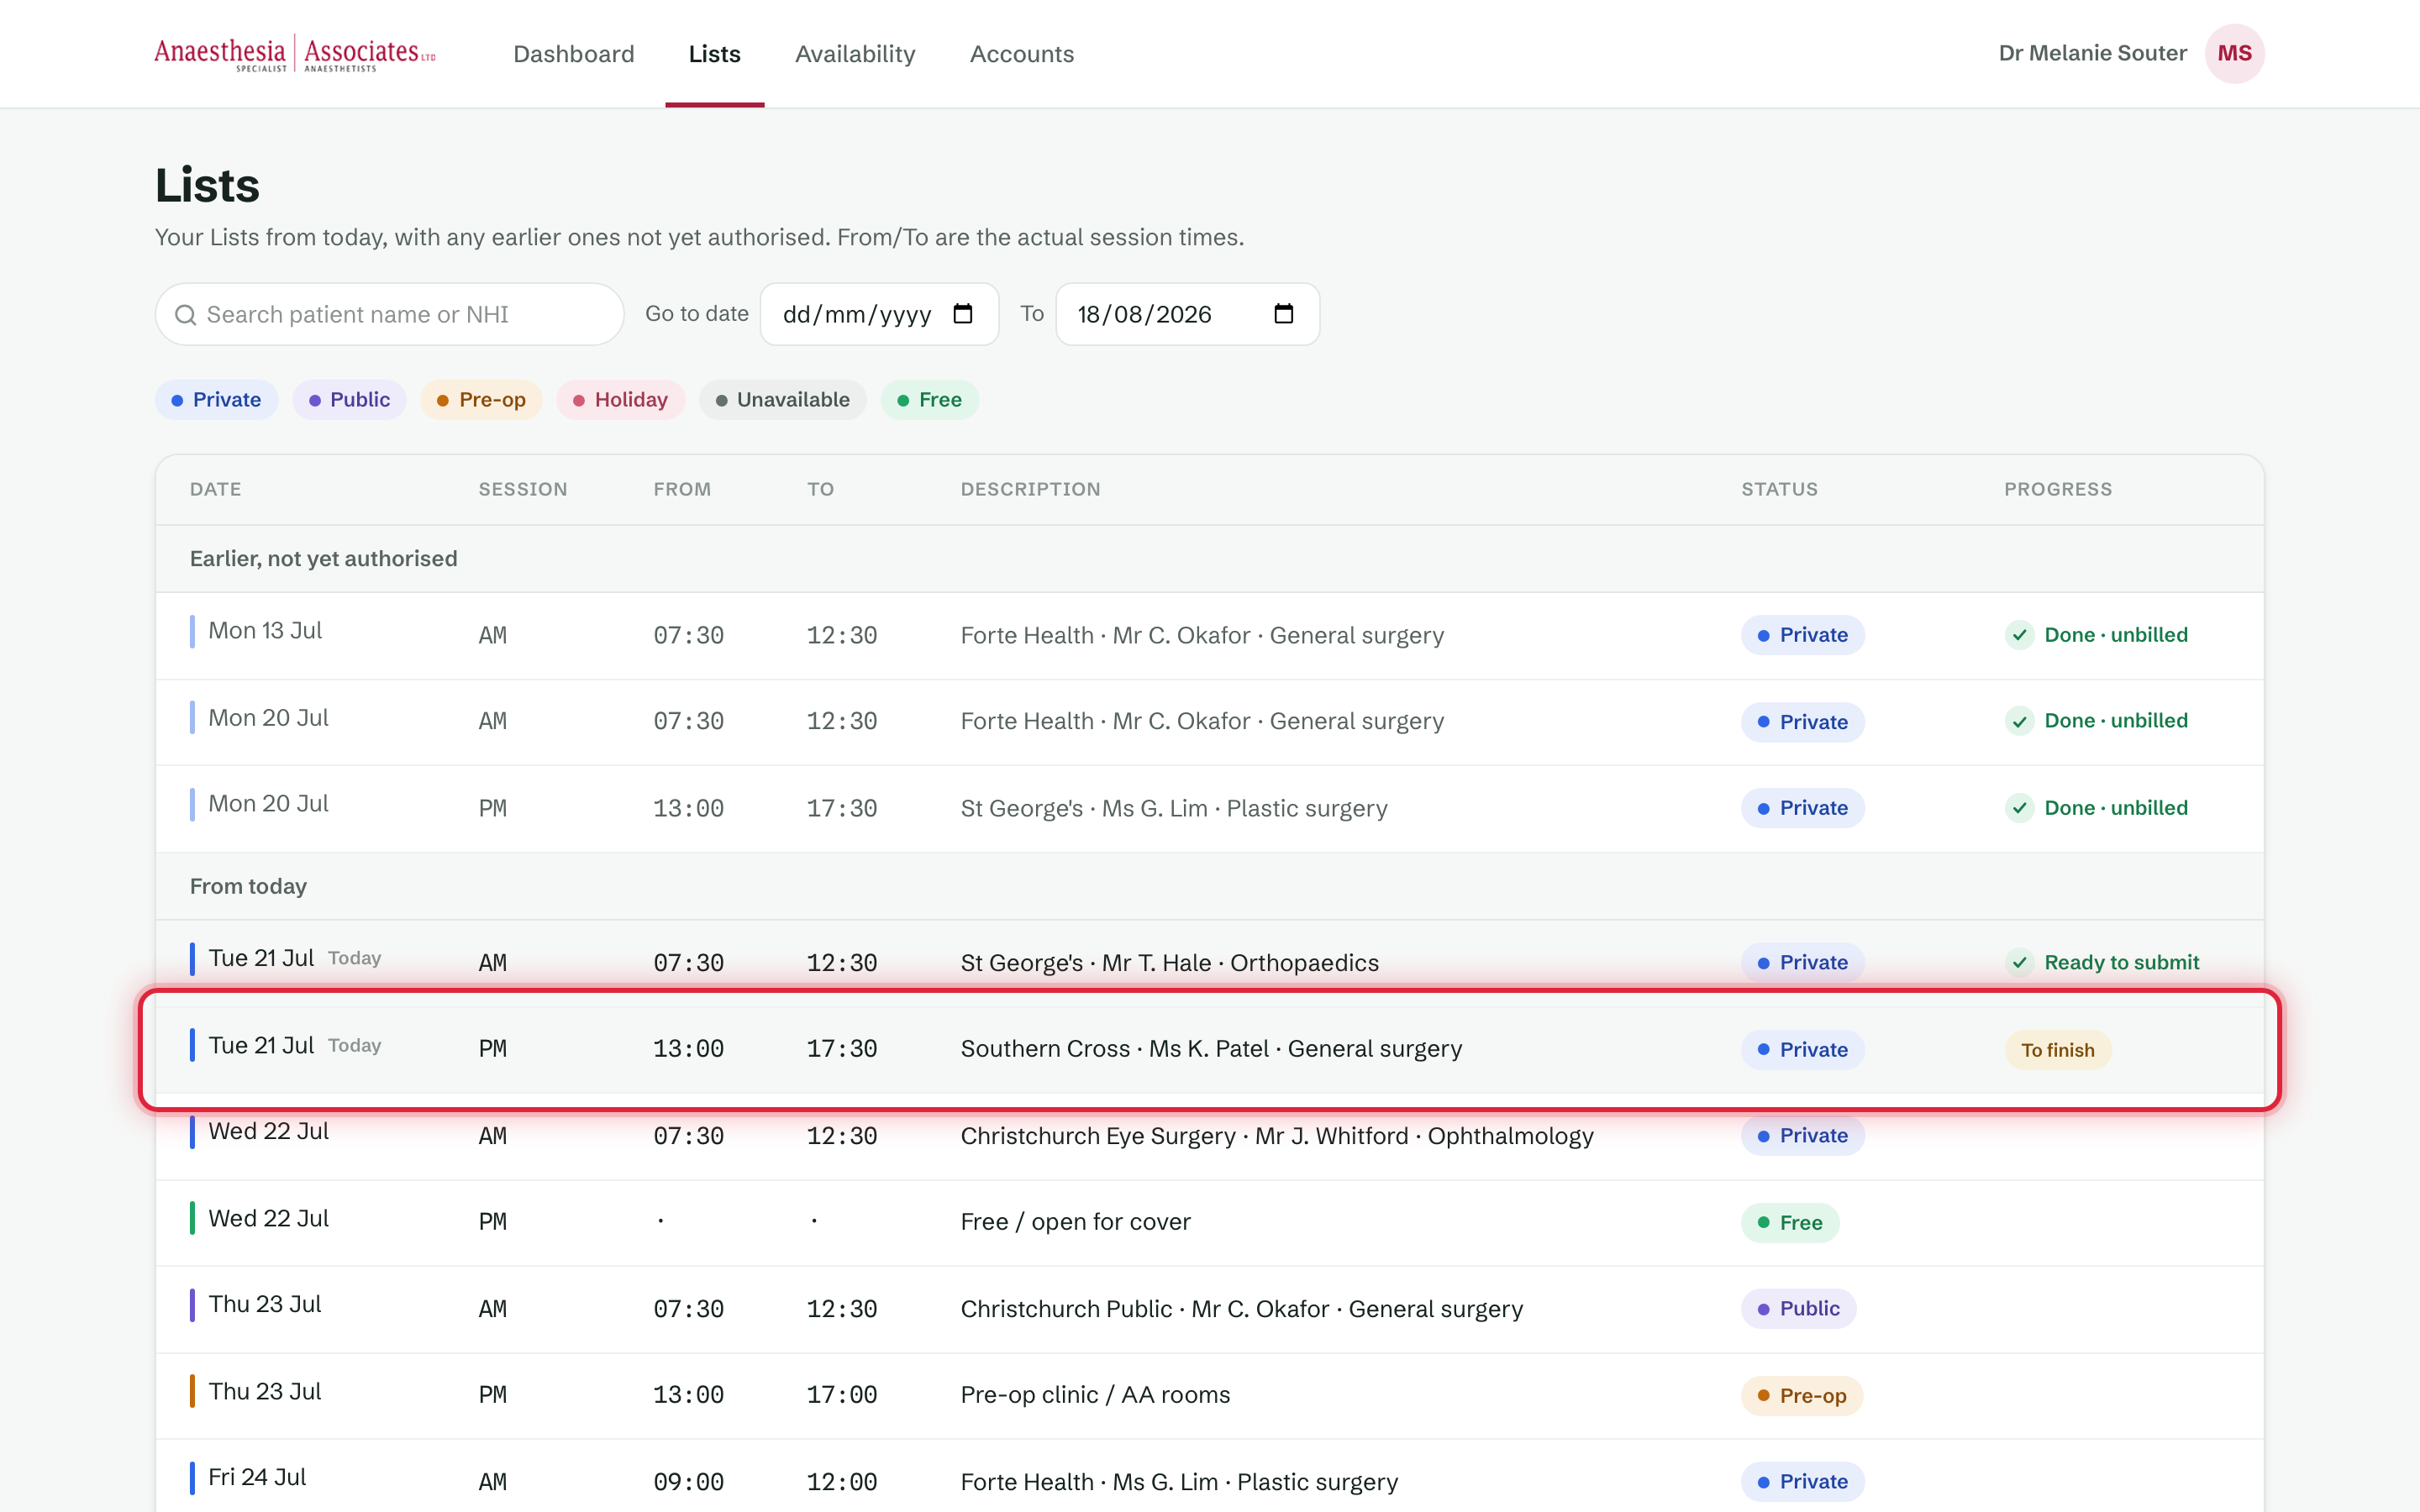 Anaesthesia Associates LTD
SPECIALIST ANAESTHETISTS
Dashboard Lists Availability Accounts
Dr Melanie Souter MS
Lists
Your Lists from today, with any earlier ones not yet authorised. From/To are the actual session times.
Search patient name or NHI Go to date dd/mm/yyyy To 18/08/2026
Private Public Pre-op Holiday Unavailable Free
DATE SESSION FROM TO DESCRIPTION STATUS PROGRESS
Earlier, not yet authorised
Mon 13 Jul AM 07:30 12:30 Forte Health · Mr C. Okafor · General surgery Private Done · unbilled
Mon 20 Jul AM 07:30 12:30 Forte Health · Mr C. Okafor · General surgery Private Done · unbilled
Mon 20 Jul PM 13:00 17:30 St George's · Ms G. Lim · Plastic surgery Private Done · unbilled
From today
Tue 21 Jul Today AM 07:30 12:30 St George's · Mr T. Hale · Orthopaedics Private Ready to submit
Tue 21 Jul Today PM 13:00 17:30 Southern Cross · Ms K. Patel · General surgery Private To finish
Wed 22 Jul AM 07:30 12:30 Christchurch Eye Surgery · Mr J. Whitford · Ophthalmology Private
Wed 22 Jul PM · · Free / open for cover Free
Thu 23 Jul AM 07:30 12:30 Christchurch Public · Mr C. Okafor · General surgery Public
Thu 23 Jul PM 13:00 17:00 Pre-op clinic / AA rooms Pre-op
Fri 24 Jul AM 09:00 12:00 Forte Health · Ms G. Lim · Plastic surgery Private